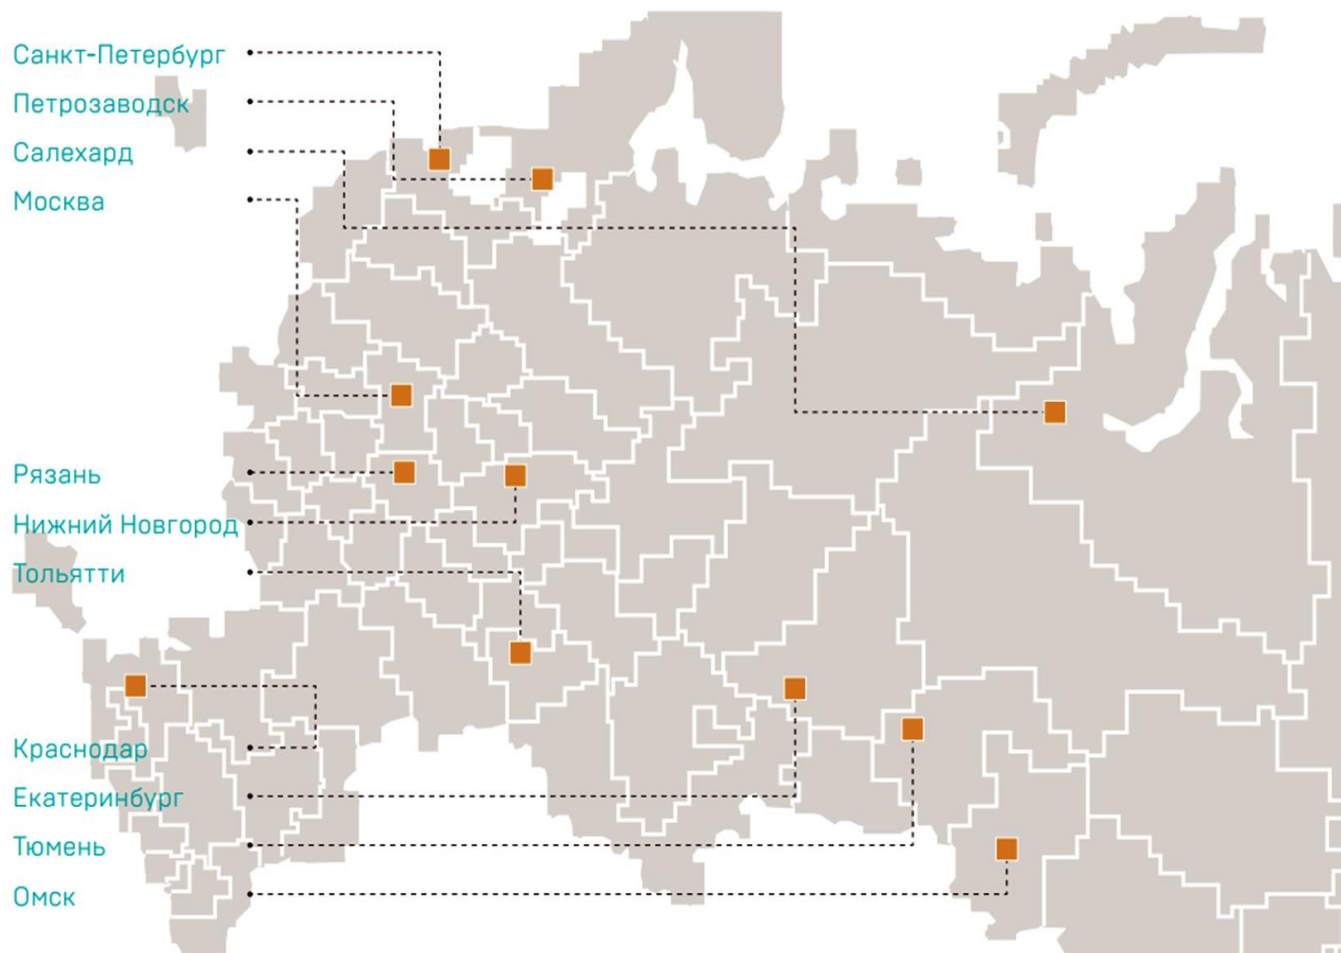 Санкт-Петербург
Петрозаводск
Салехард
Москва
Рязань
Нижний Новгород
Тольятти
Краснодар
Екатеринбург
Тюмень
Омск